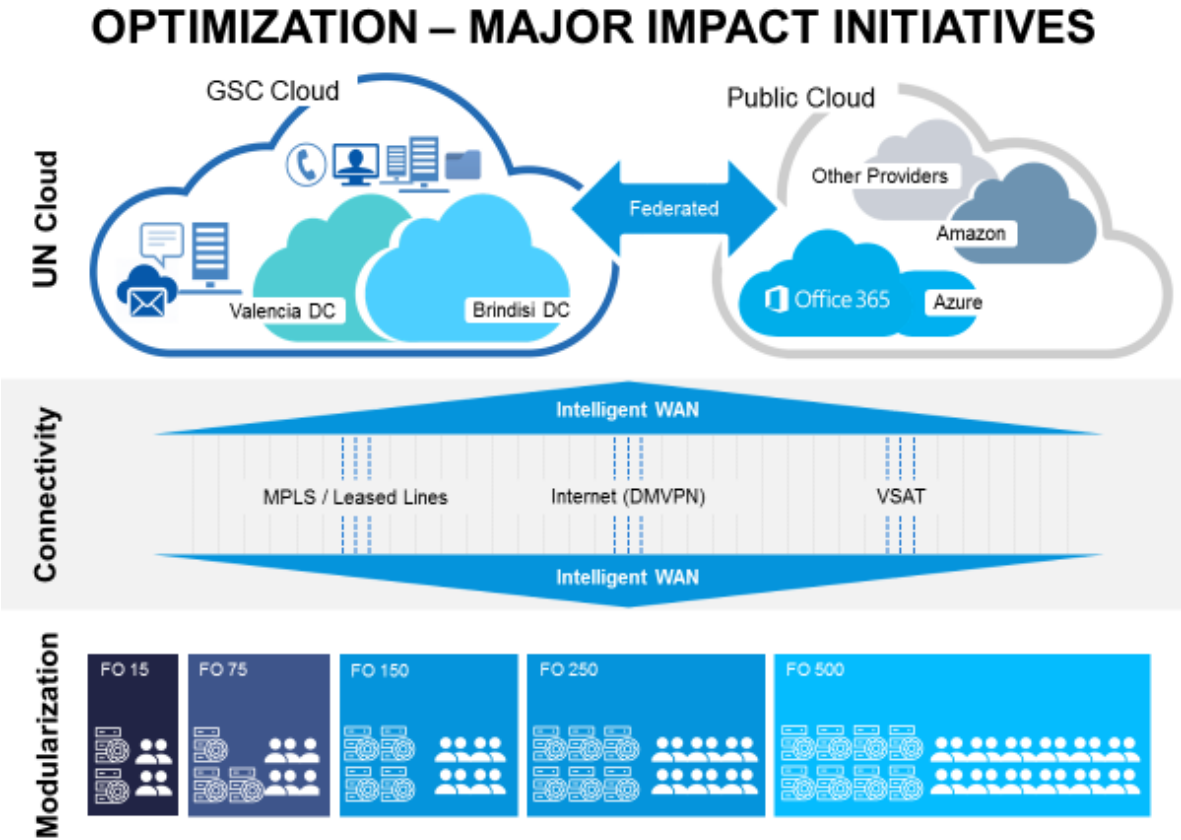 OPTIMIZATION – MAJOR IMPACT INITIATIVES
UN Cloud
GSC Cloud
Valencia DC
Brindisi DC
Federated
Public Cloud
Other Providers
Amazon
Office 365
Azure
Connectivity
Intelligent WAN
MPLS / Leased Lines
Internet (DMVPN)
VSAT
Intelligent WAN
Modularization
FO 15
FO 75
FO 150
FO 250
FO 500